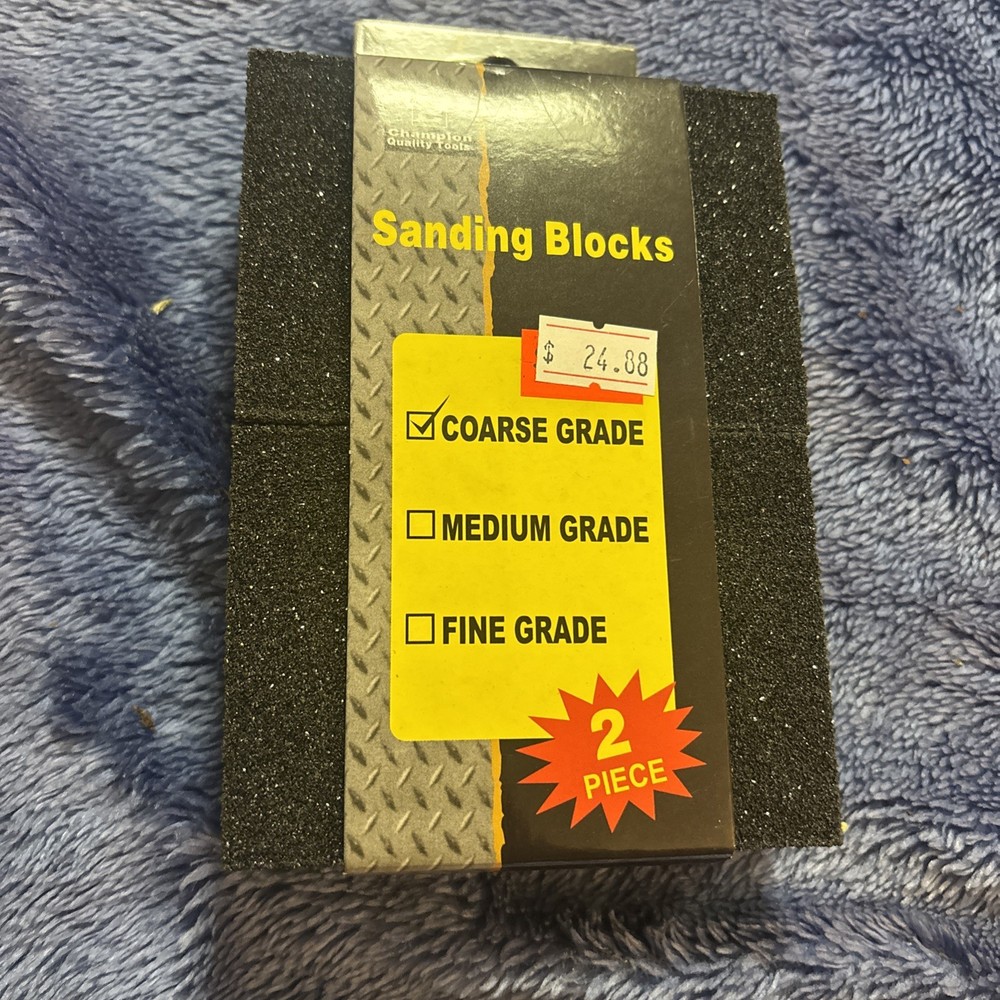 Champion
Quality Tools
Sanding Blocks
$ 24.88
COARSE GRADE
MEDIUM GRADE
FINE GRADE
2
PIECE